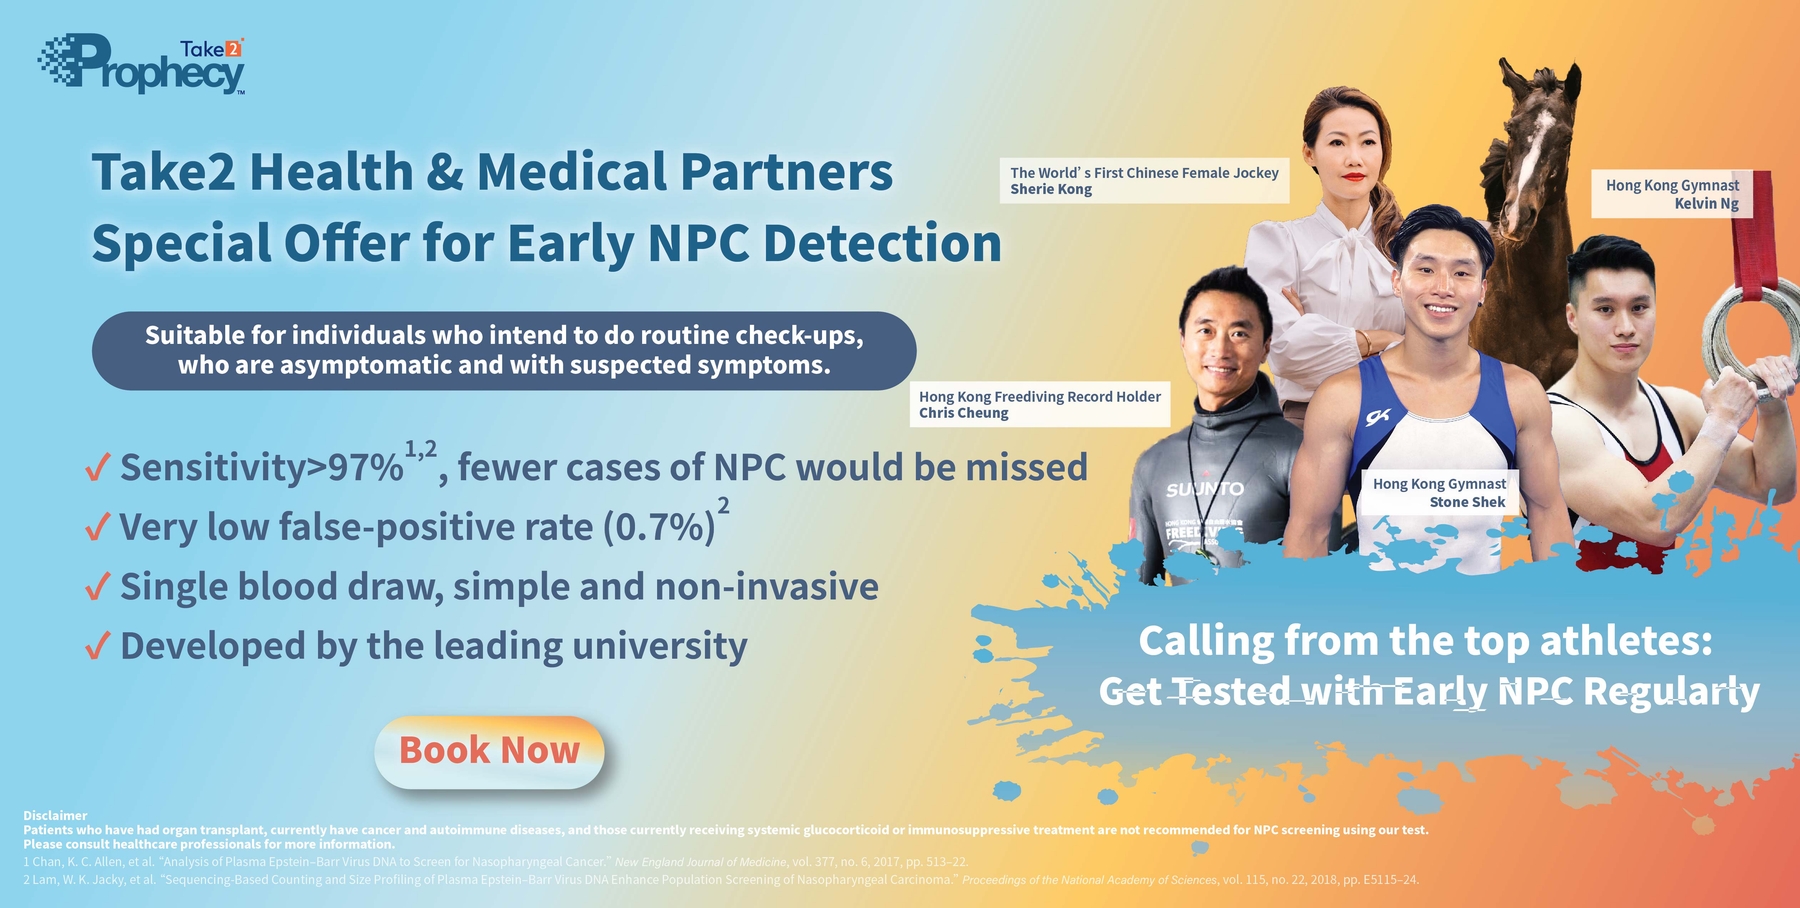 Take2
Prophecy™
Take2 Health & Medical Partners
Special Offer for Early NPC Detection
Suitable for individuals who intend to do routine check-ups,
who are asymptomatic and with suspected symptoms.
✓ Sensitivity>97%1,2, fewer cases of NPC would be missed
✓ Very low false-positive rate (0.7%)2
✓ Single blood draw, simple and non-invasive
✓ Developed by the leading university
Book Now
The World's First Chinese Female Jockey
Sherie Kong
Hong Kong Gymnast
Kelvin Ng
Hong Kong Freediving Record Holder
Chris Cheung
Hong Kong Gymnast
Stone Shek
GK
SUUNTO
Calling from the top athletes:
Get Tested with Early NPC Regularly
Disclaimer
Patients who have had organ transplant, currently have cancer and autoimmune diseases, and those currently receiving systemic glucocorticoid or immunosuppressive treatment are not recommended for NPC screening using our test.
Please consult healthcare professionals for more information.
1 Chan, K. C. Allen, et al. “Analysis of Plasma Epstein–Barr Virus DNA to Screen for Nasopharyngeal Cancer.” New England Journal of Medicine, vol. 377, no. 6, 2017, pp. 513–22.
2 Lam, W. K. Jacky, et al. “Sequencing-Based Counting and Size Profiling of Plasma Epstein–Barr Virus DNA Enhance Population Screening of Nasopharyngeal Carcinoma.” Proceedings of the National Academy of Sciences, vol. 115, no. 22, 2018, pp. E5115–24.